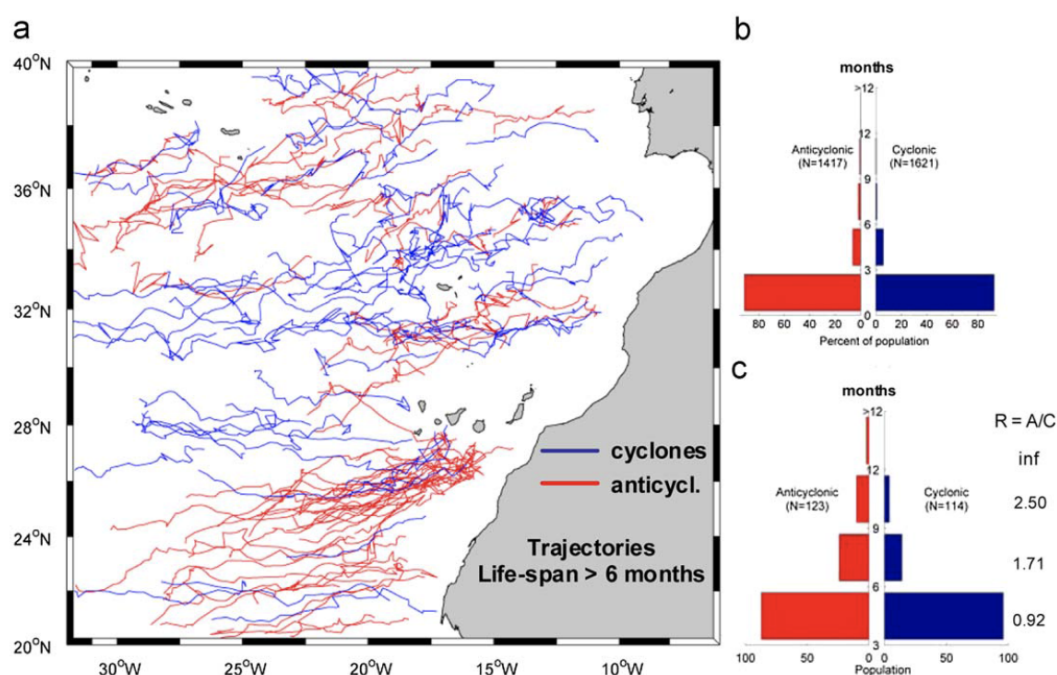 a
40°N
36°N
32°N
28°N
24°N
20°N
30°W
25°W
20°W
15°W
10°W
cyclones
anticycl.
Trajectories
Life-span > 6 months
b
months
>12
12
9
6
3
0
Anticyclonic
(N=1417)
Cyclonic
(N=1621)
80 60 40 20 0 0 20 40 60 80
Percent of population
c
months
>12
12
9
6
3
Anticyclonic
(N=123)
Cyclonic
(N=114)
R = A/C
inf
2.50
1.71
0.92
100 50 0 0 50 100
Population